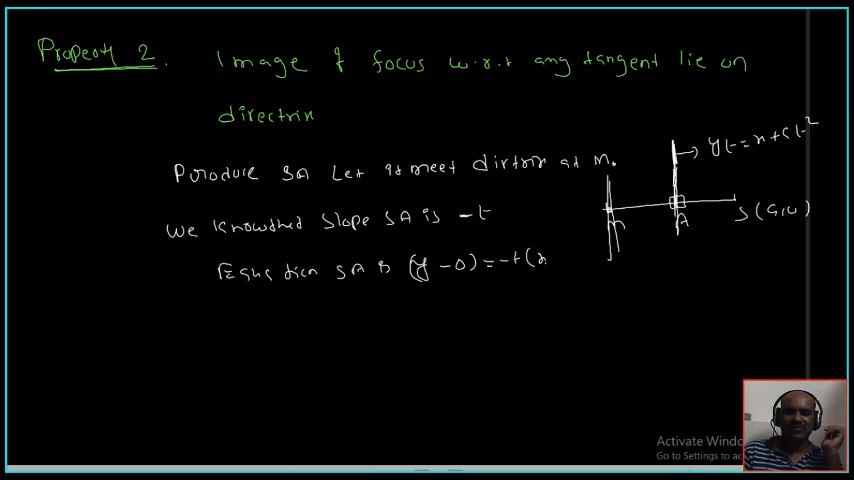 Property 2.
Image of focus w.r.t any tangent lie on
directrix
Produce SA Let it meet dirtrix at M.
We Know that slope SA is -t
Equation SA is (y - 0) = -t(x
yt = x + at²
S(a,0)
A
M
Activate Windo
Go to Settings to ac